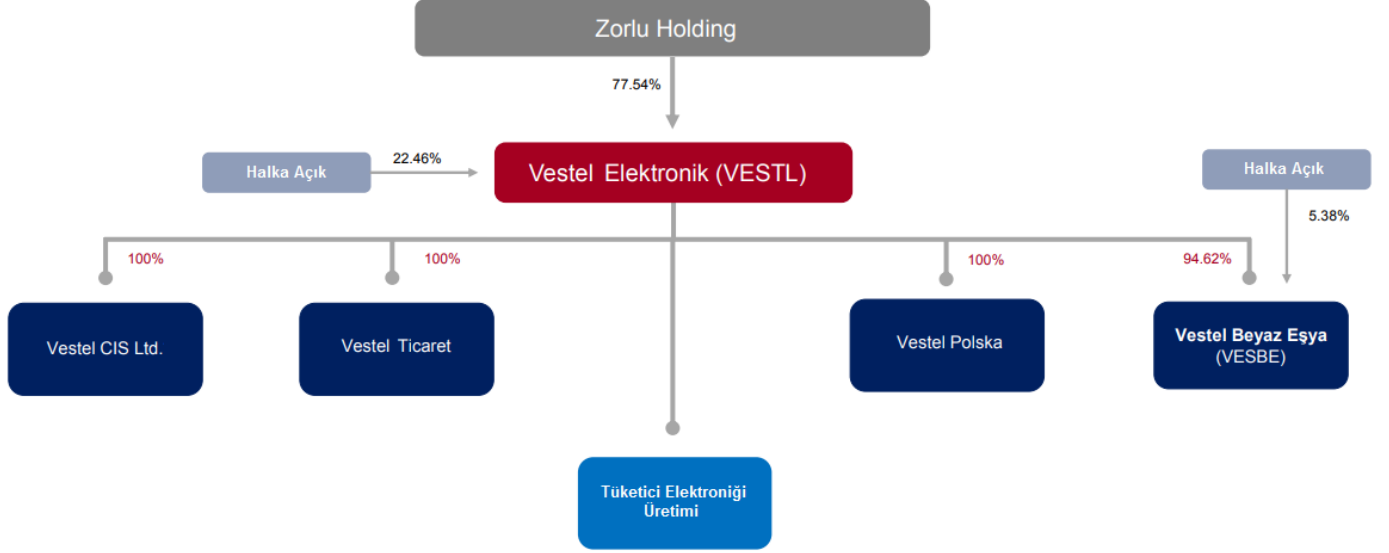 Zorlu Holding
77.54%
Halka Açık
22.46%
Vestel Elektronik (VESTL)
Halka Açık
5.38%
100%
100%
100%
94.62%
Vestel CIS Ltd.
Vestel Ticaret
Vestel Polska
Vestel Beyaz Eşya
(VESBE)
Tüketici Elektroniği
Üretimi